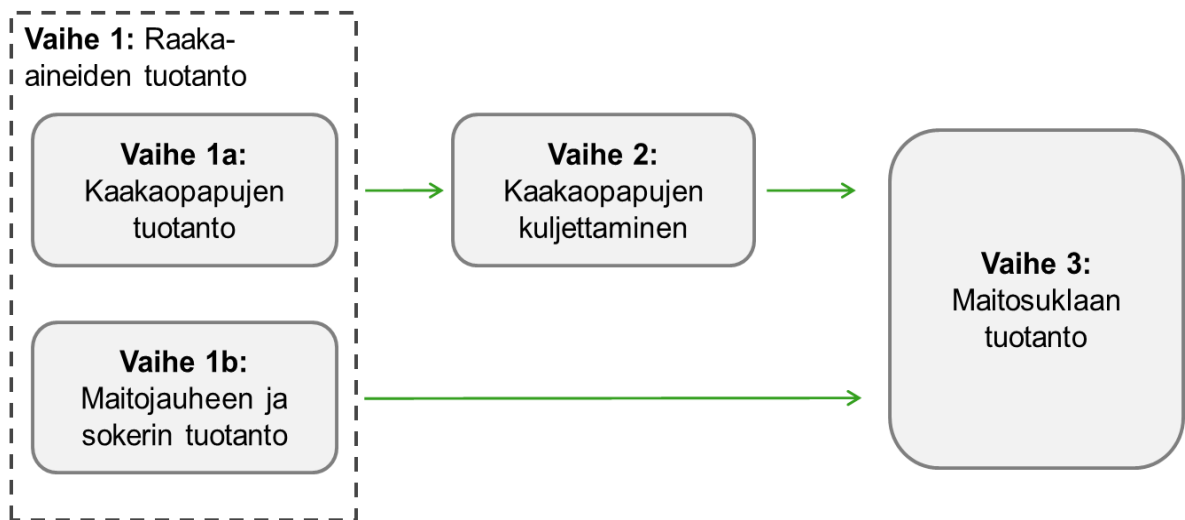 Vaihe 1: Raaka-
aineiden tuotanto
Vaihe 1a:
Kaakaopapujen
tuotanto
Vaihe 2:
Kaakaopapujen
kuljettaminen
Vaihe 3:
Maitosuklaan
tuotanto
Vaihe 1b:
Maitojauheen ja
sokerin tuotanto